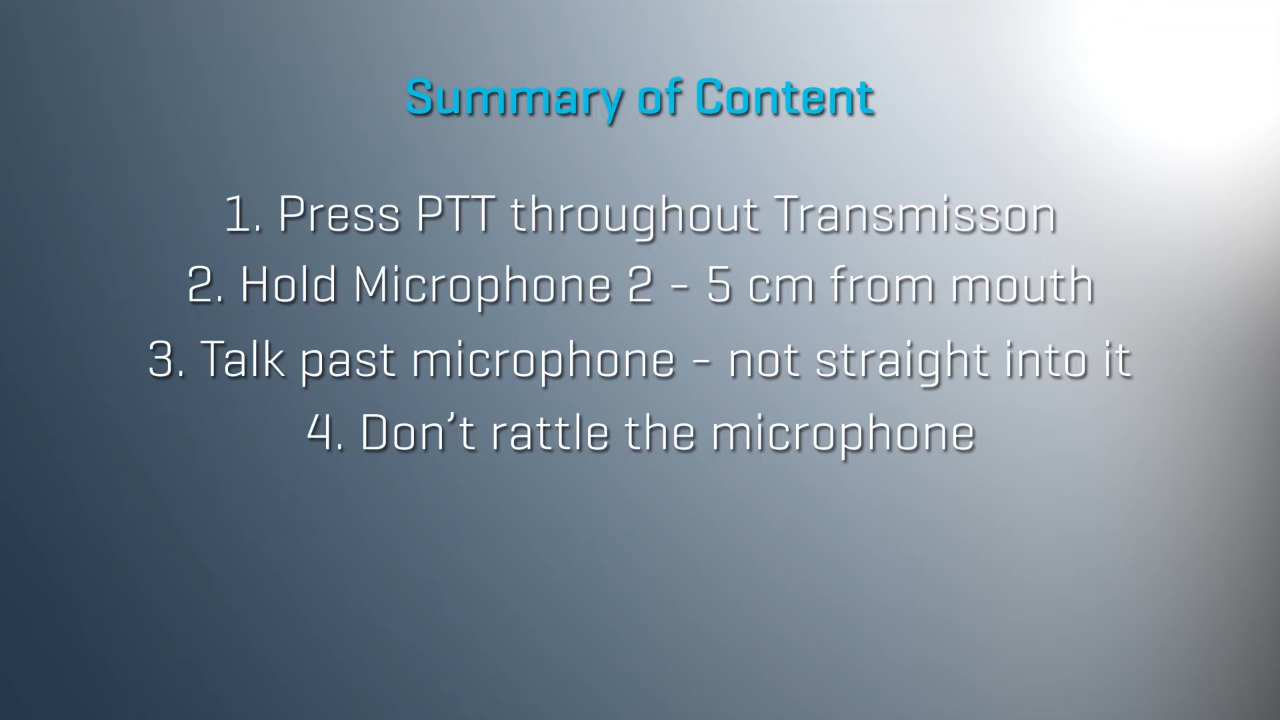 Summary of Content
1. Press PTT throughout Transmisson
2. Hold Microphone 2 - 5 cm from mouth
3. Talk past microphone - not straight into it
4. Don’t rattle the microphone